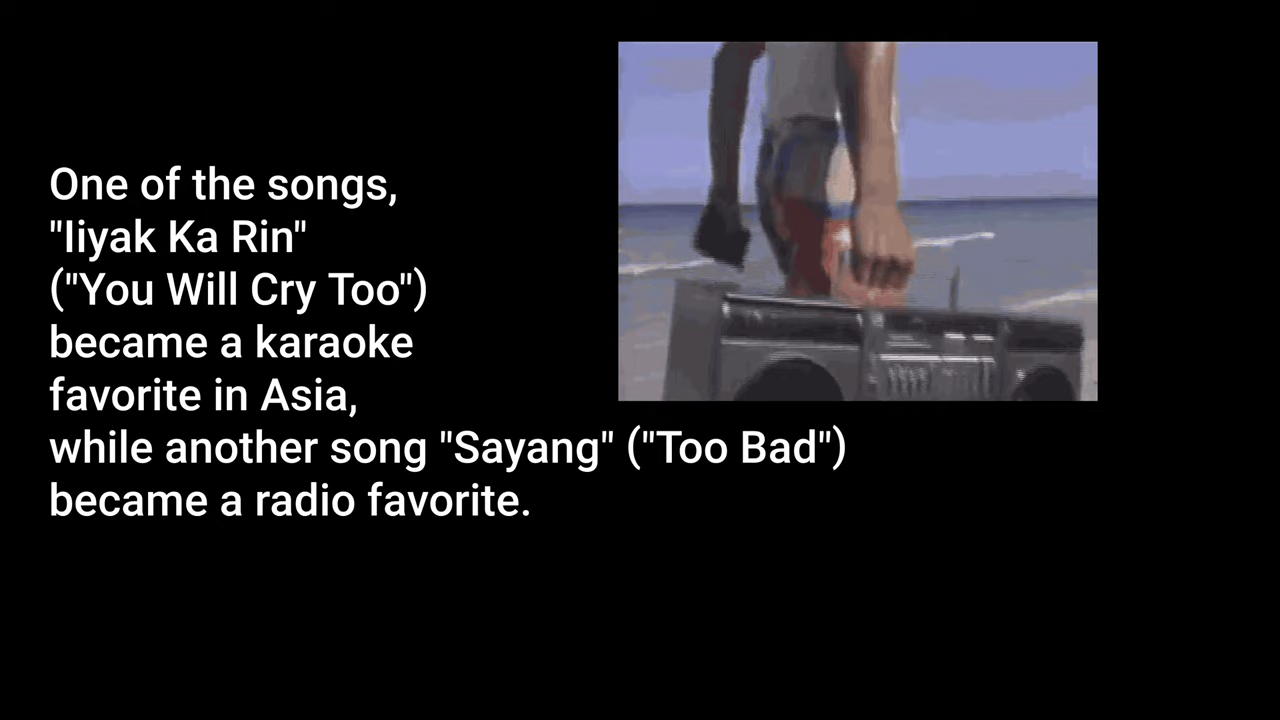 One of the songs,
"Iiyak Ka Rin"
("You Will Cry Too")
became a karaoke
favorite in Asia,
while another song "Sayang" ("Too Bad")
became a radio favorite.